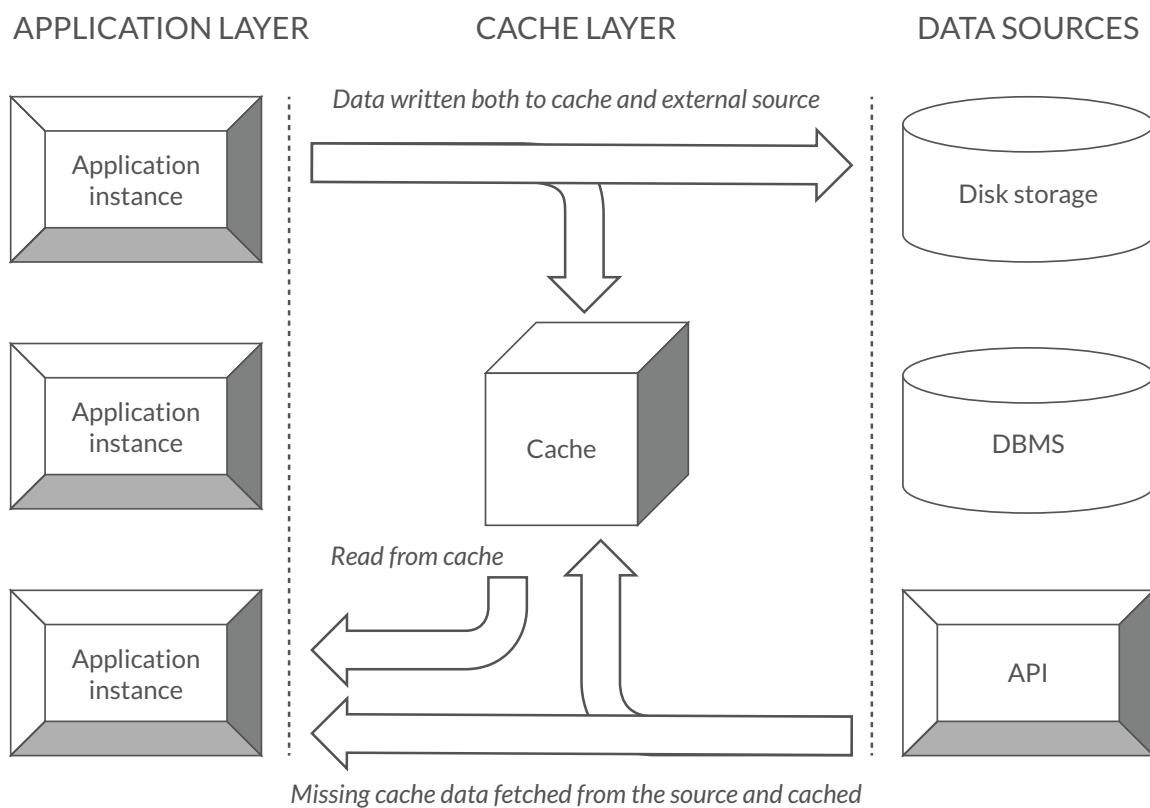 APPLICATION LAYER
CACHE LAYER
DATA SOURCES
Data written both to cache and external source
Application
instance
Disk storage
Application
instance
Cache
DBMS
Read from cache
Application
instance
API
Missing cache data fetched from the source and cached